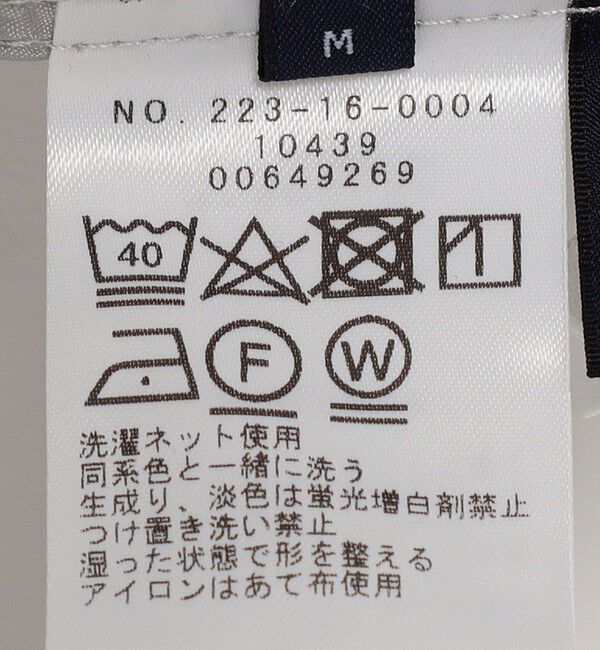 M
NO. 223-16-0004
10439
00649269
40
F
W
洗濯ネット使用
同系色と一緒に洗う
生成り、淡色は蛍光増白剤禁止
つけ置き洗い禁止
湿った状態で形を整える
アイロンはあて布使用